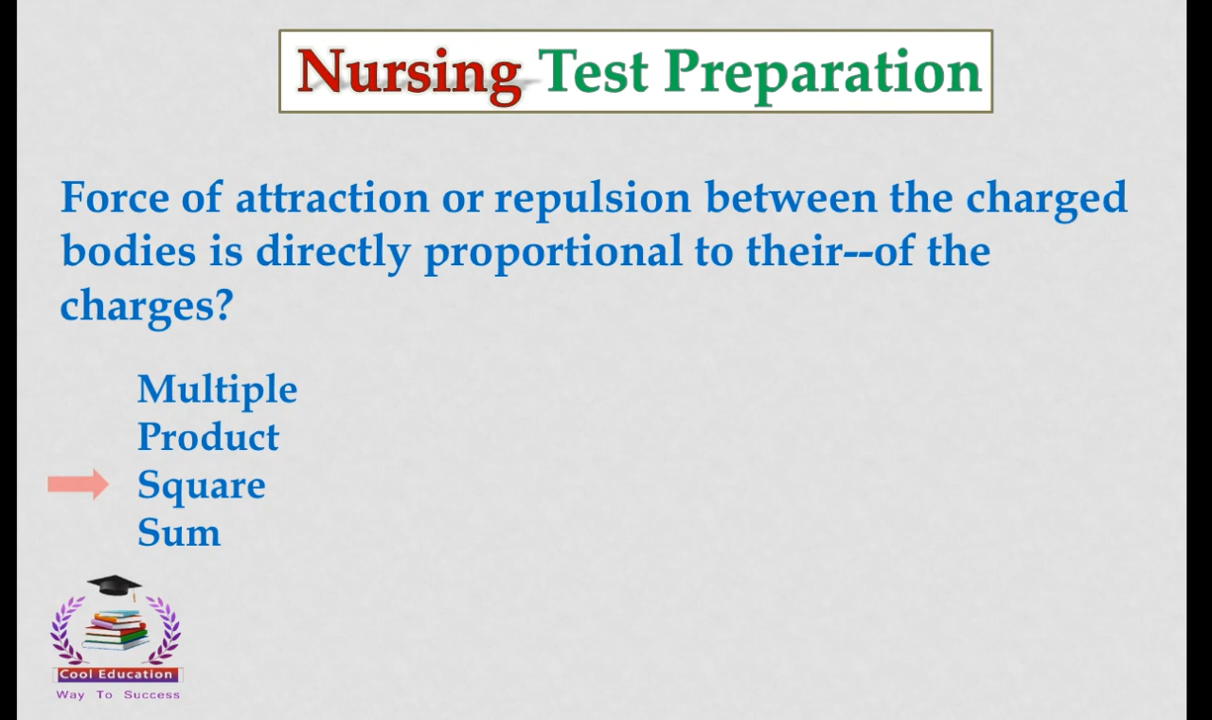 Nursing Test Preparation
Force of attraction or repulsion between the charged
bodies is directly proportional to their--of the
charges?
Multiple
Product
Square
Sum
Cool Education
Way To Success